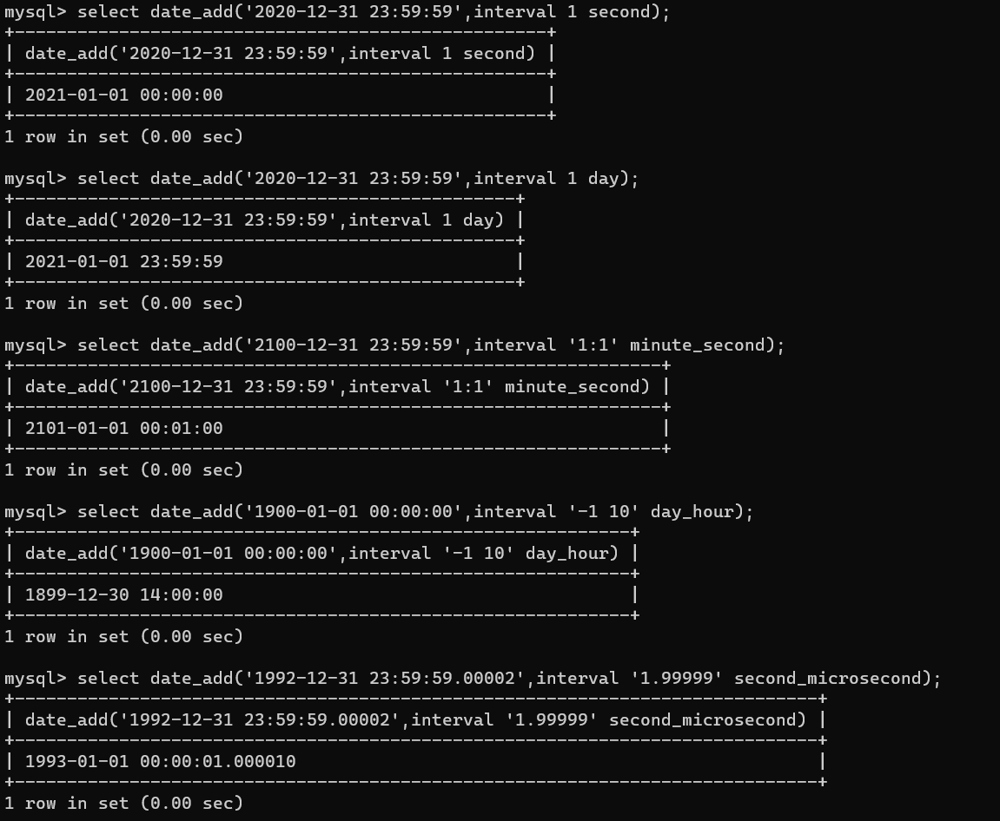 mysql> select date_add('2020-12-31 23:59:59',interval 1 second);
+---------------------------------------------------+
| date_add('2020-12-31 23:59:59',interval 1 second) |
+---------------------------------------------------+
| 2021-01-01 00:00:00                               |
+---------------------------------------------------+
1 row in set (0.00 sec)

mysql> select date_add('2020-12-31 23:59:59',interval 1 day);
+------------------------------------------------+
| date_add('2020-12-31 23:59:59',interval 1 day) |
+------------------------------------------------+
| 2021-01-01 23:59:59                            |
+------------------------------------------------+
1 row in set (0.00 sec)

mysql> select date_add('2100-12-31 23:59:59',interval '1:1' minute_second);
+--------------------------------------------------------------+
| date_add('2100-12-31 23:59:59',interval '1:1' minute_second) |
+--------------------------------------------------------------+
| 2101-01-01 00:01:00                                          |
+--------------------------------------------------------------+
1 row in set (0.00 sec)

mysql> select date_add('1900-01-01 00:00:00',interval '-1 10' day_hour);
+-----------------------------------------------------------+
| date_add('1900-01-01 00:00:00',interval '-1 10' day_hour) |
+-----------------------------------------------------------+
| 1899-12-30 14:00:00                                       |
+-----------------------------------------------------------+
1 row in set (0.00 sec)

mysql> select date_add('1992-12-31 23:59:59.00002',interval '1.99999' second_microsecond);
+-----------------------------------------------------------------------------+
| date_add('1992-12-31 23:59:59.00002',interval '1.99999' second_microsecond) |
+-----------------------------------------------------------------------------+
| 1993-01-01 00:00:01.000010                                                  |
+-----------------------------------------------------------------------------+
1 row in set (0.00 sec)